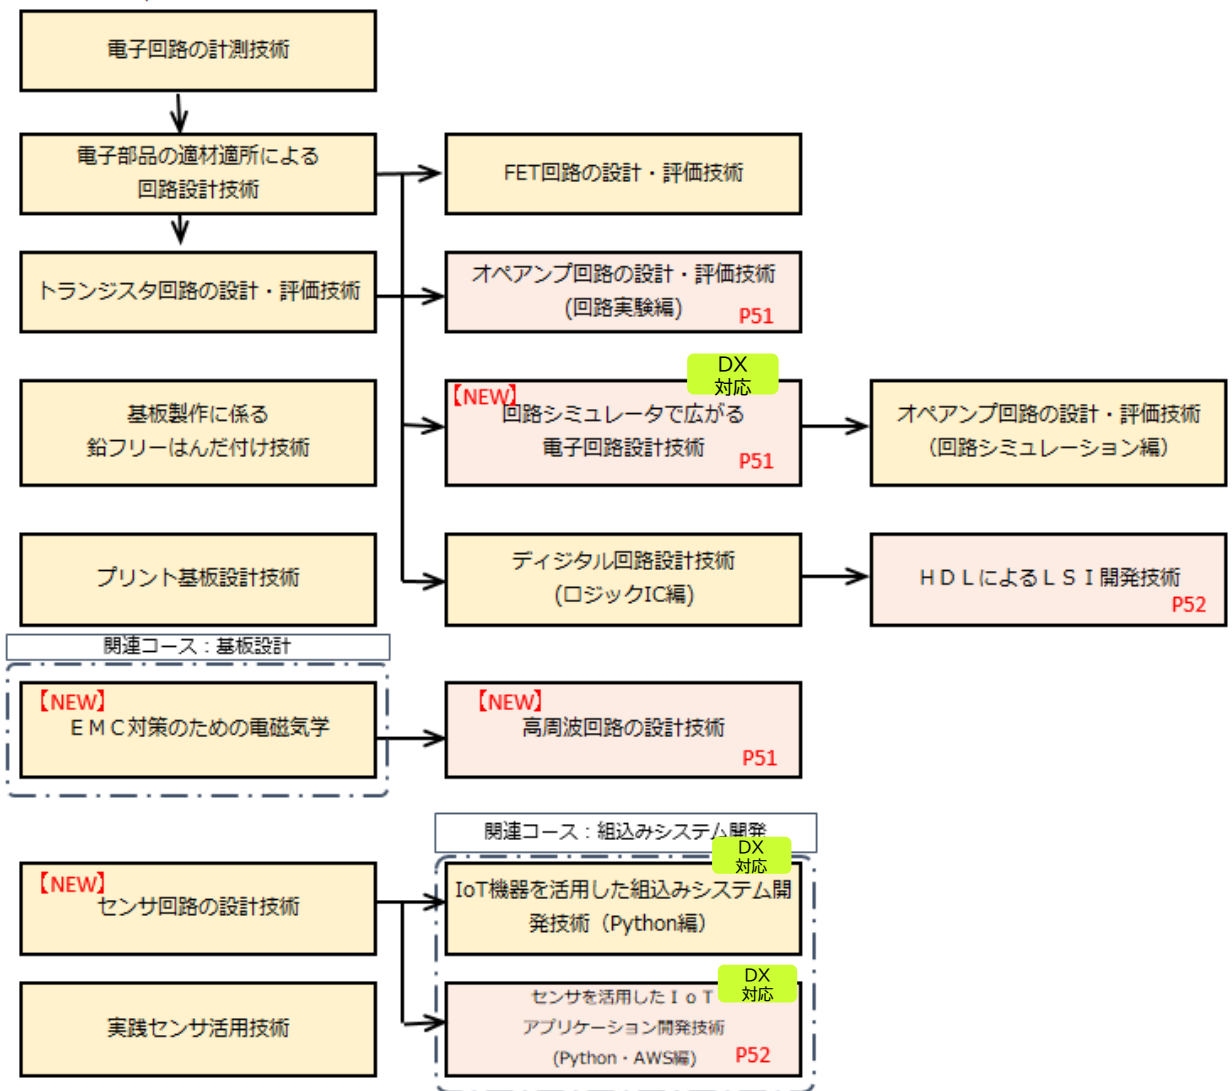 電子回路の計測技術
電子部品の適材適所による
回路設計技術
FET回路の設計・評価技術
トランジスタ回路の設計・評価技術
オペアンプ回路の設計・評価技術
(回路実験編)
P51
基板製作に係る
鉛フリーはんだ付け技術
DX
対応
【NEW】
回路シミュレータで広がる
電子回路設計技術
P51
オペアンプ回路の設計・評価技術
（回路シミュレーション編）
プリント基板設計技術
ディジタル回路設計技術
(ロジックIC編)
ＨＤＬによるＬＳＩ開発技術
P52
関連コース：基板設計
【NEW】
ＥＭＣ対策のための電磁気学
【NEW】
高周波回路の設計技術
P51
関連コース：組込みシステム開発
【NEW】
センサ回路の設計技術
DX
対応
IoT機器を活用した組込みシステム開
発技術（Python編）
実践センサ活用技術
DX
対応
センサを活用したＩｏＴ
アプリケーション開発技術
(Python・AWS編)
P52